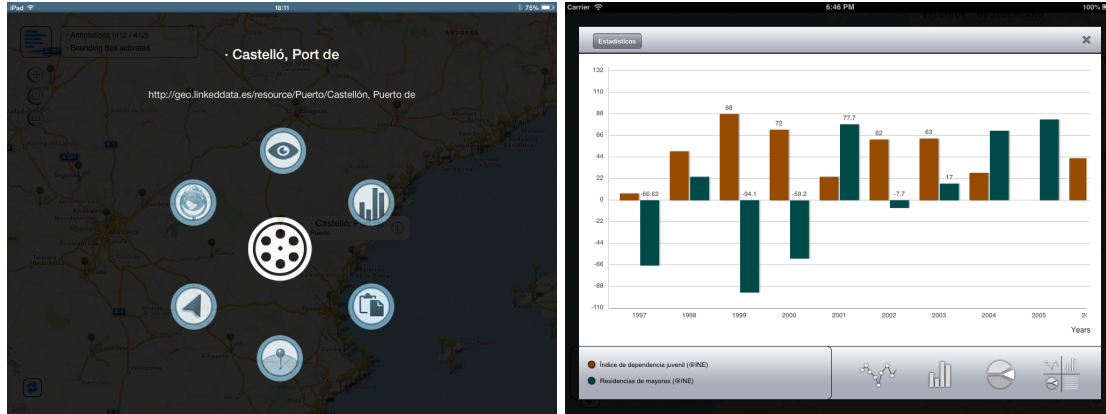 iPad
18:11
75%
• Annotations (412 / 412)
• Bounding Box activated
· Castelló, Port de
http://geo.linkeddata.es/resource/Puerto/Castellón, Puerto de
· Castelló,
Puerto
Carrier
6:46 PM
100%
Estadísticas
132
110
88
66
44
22
0
-22
-44
-66
-88
-110
88
72
77.7
62
63
17
-66.62
-94.1
-59.2
-7.7
1997 1998 1999 2000 2001 2002 2003 2004 2005
Years
Índice de dependencia juvenil (@INE)
Residencias de mayores (@INE)